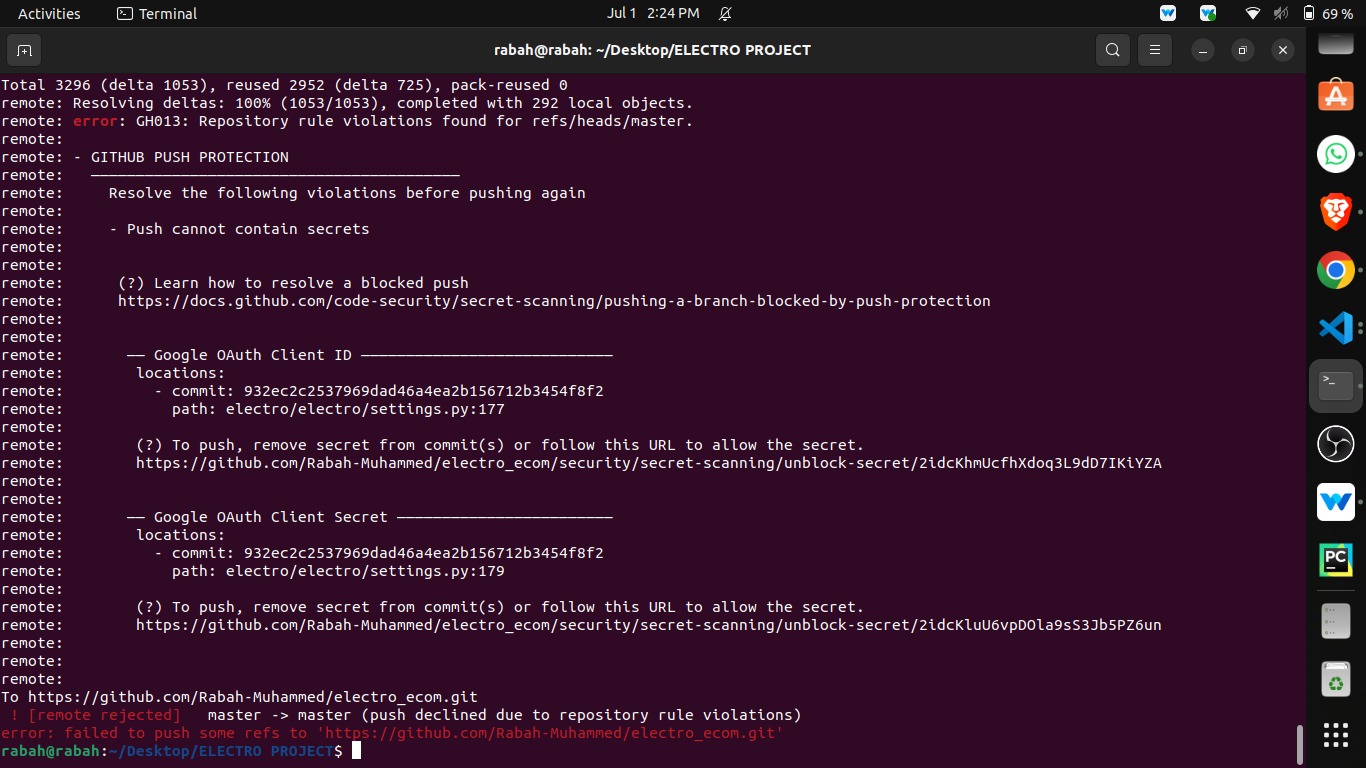 Activities
Terminal
Jul 1 2:24 PM
69 %
rabah@rabah: ~/Desktop/ELECTRO PROJECT
Total 3296 (delta 1053), reused 2952 (delta 725), pack-reused 0
remote: Resolving deltas: 100% (1053/1053), completed with 292 local objects.
remote: error: GH013: Repository rule violations found for refs/heads/master.
remote:
remote: - GITHUB PUSH PROTECTION
remote: —————————————————————————————————————————
remote: Resolve the following violations before pushing again
remote:
remote: - Push cannot contain secrets
remote:
remote:
remote: (?) Learn how to resolve a blocked push
remote: https://docs.github.com/code-security/secret-scanning/pushing-a-branch-blocked-by-push-protection
remote:
remote:
remote: —— Google OAuth Client ID ————————————————————————————
remote: locations:
remote: - commit: 932ec2c2537969dad46a4ea2b156712b3454f8f2
remote: path: electro/electro/settings.py:177
remote:
remote: (?) To push, remove secret from commit(s) or follow this URL to allow the secret.
remote: https://github.com/Rabah-Muhammed/electro_ecom/security/secret-scanning/unblock-secret/2idcKhmUcfhXdoq3L9dD7IKiYZA
remote:
remote:
remote: —— Google OAuth Client Secret ————————————————————————
remote: locations:
remote: - commit: 932ec2c2537969dad46a4ea2b156712b3454f8f2
remote: path: electro/electro/settings.py:179
remote:
remote: (?) To push, remove secret from commit(s) or follow this URL to allow the secret.
remote: https://github.com/Rabah-Muhammed/electro_ecom/security/secret-scanning/unblock-secret/2idcKluU6vpDOla9sS3Jb5PZ6un
remote:
remote:
remote:
To https://github.com/Rabah-Muhammed/electro_ecom.git
! [remote rejected] master -> master (push declined due to repository rule violations)
error: failed to push some refs to 'https://github.com/Rabah-Muhammed/electro_ecom.git'
rabah@rabah:~/Desktop/ELECTRO PROJECT$
PC